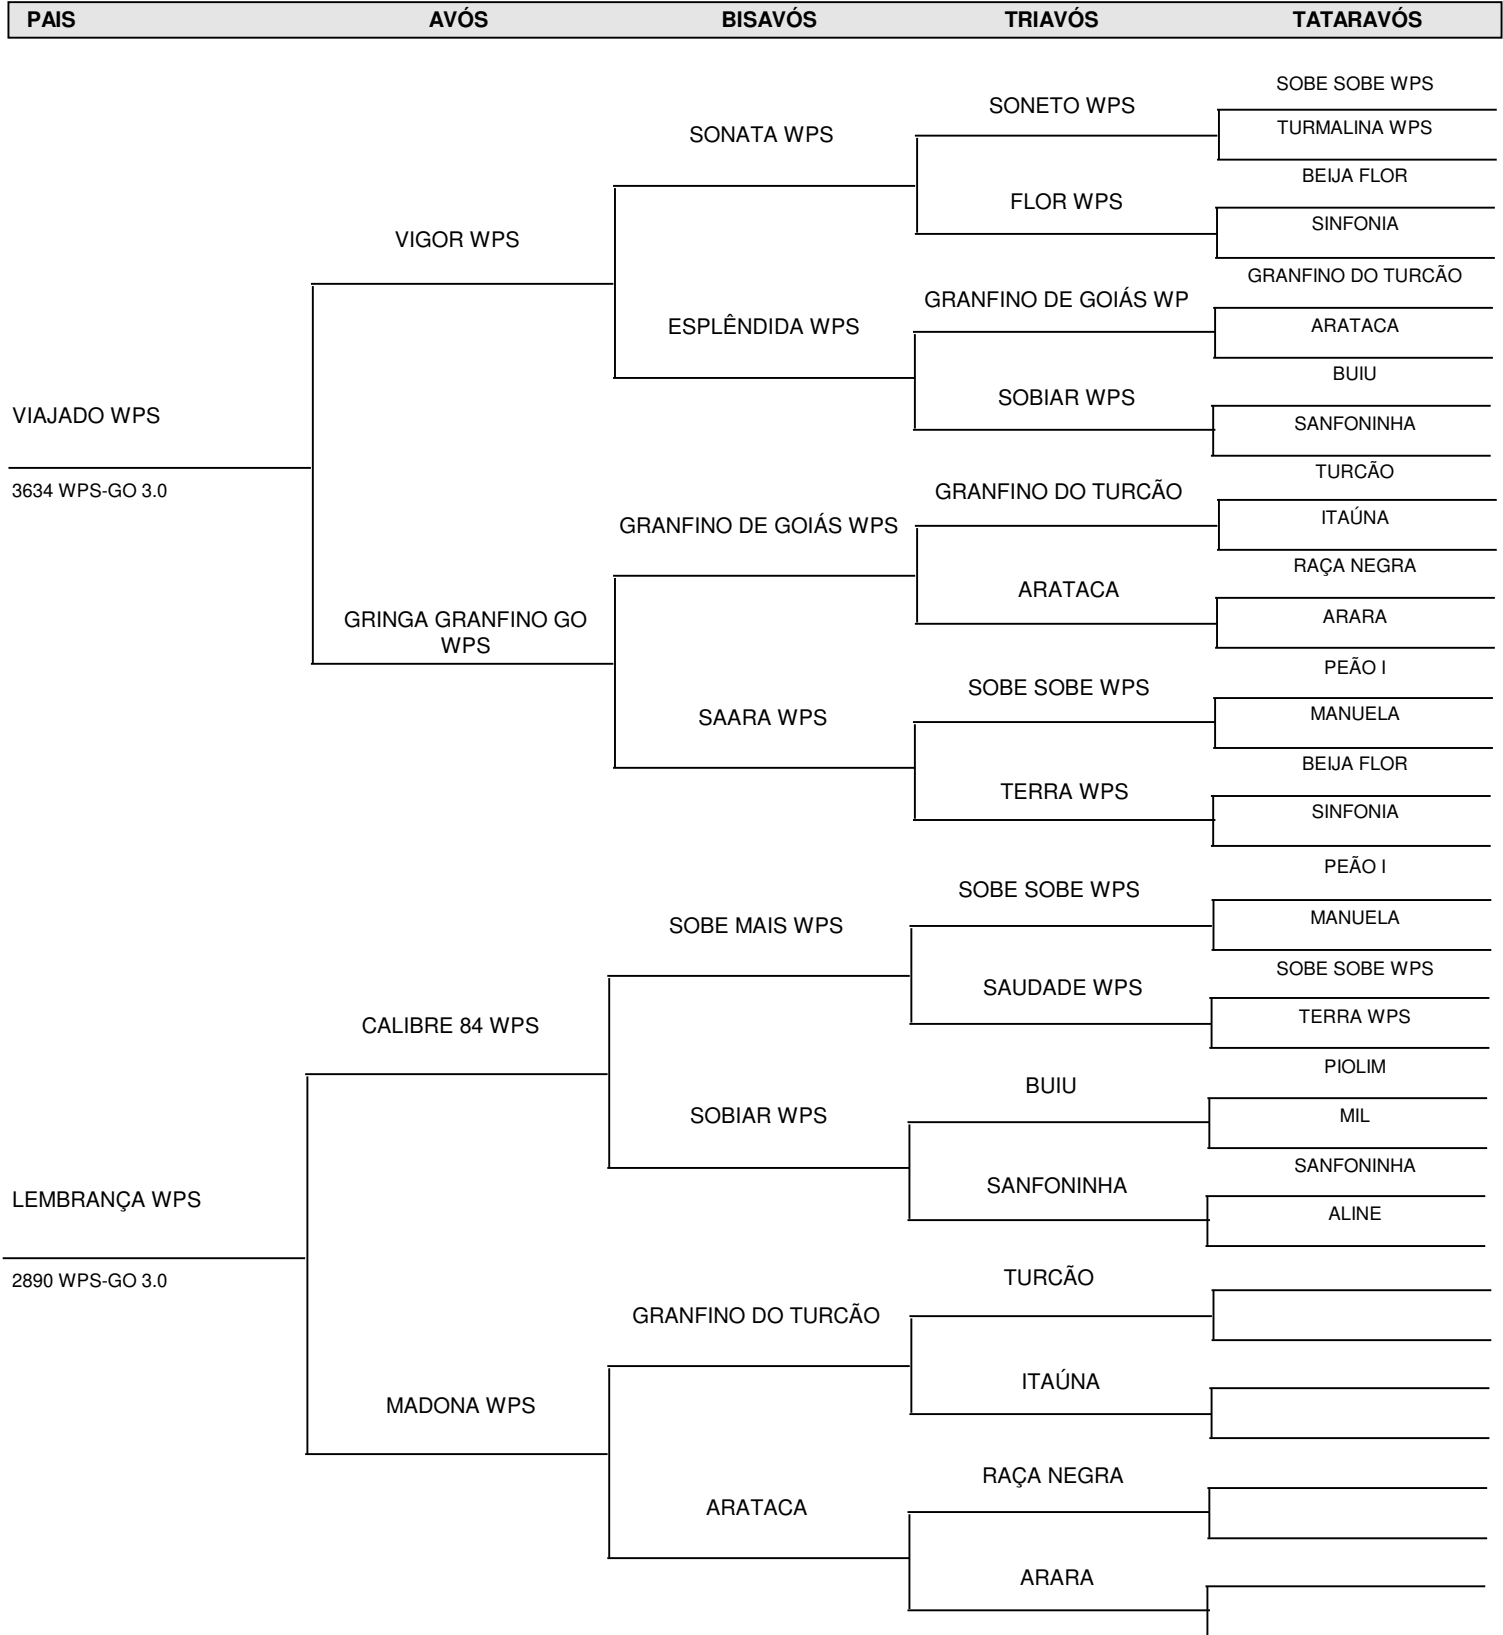 PAIS AVÓS BISAVÓS TRIAVÓS TATARAVÓS
SOBE SOBE WPS
SONETO WPS
TURMALINA WPS
SONATA WPS
BEIJA FLOR
FLOR WPS
SINFONIA
VIGOR WPS
GRANFINO DO TURCÃO
GRANFINO DE GOIÁS WP
ARATACA
ESPLÊNDIDA WPS
BUIU
SOBIAR WPS
SANFONINHA
VIAJADO WPS
3634 WPS-GO 3.0
TURCÃO
GRANFINO DO TURCÃO
ITAÚNA
GRANFINO DE GOIÁS WPS
RAÇA NEGRA
ARATACA
ARARA
GRINGA GRANFINO GO
WPS
PEÃO I
SOBE SOBE WPS
MANUELA
SAARA WPS
BEIJA FLOR
TERRA WPS
SINFONIA
PEÃO I
SOBE SOBE WPS
MANUELA
SOBE MAIS WPS
SOBE SOBE WPS
SAUDADE WPS
TERRA WPS
CALIBRE 84 WPS
PIOLIM
BUIU
MIL
SOBIAR WPS
SANFONINHA
SANFONINHA
ALINE
LEMBRANÇA WPS
2890 WPS-GO 3.0
TURCÃO
GRANFINO DO TURCÃO
ITAÚNA
MADONA WPS
RAÇA NEGRA
ARATACA
ARARA